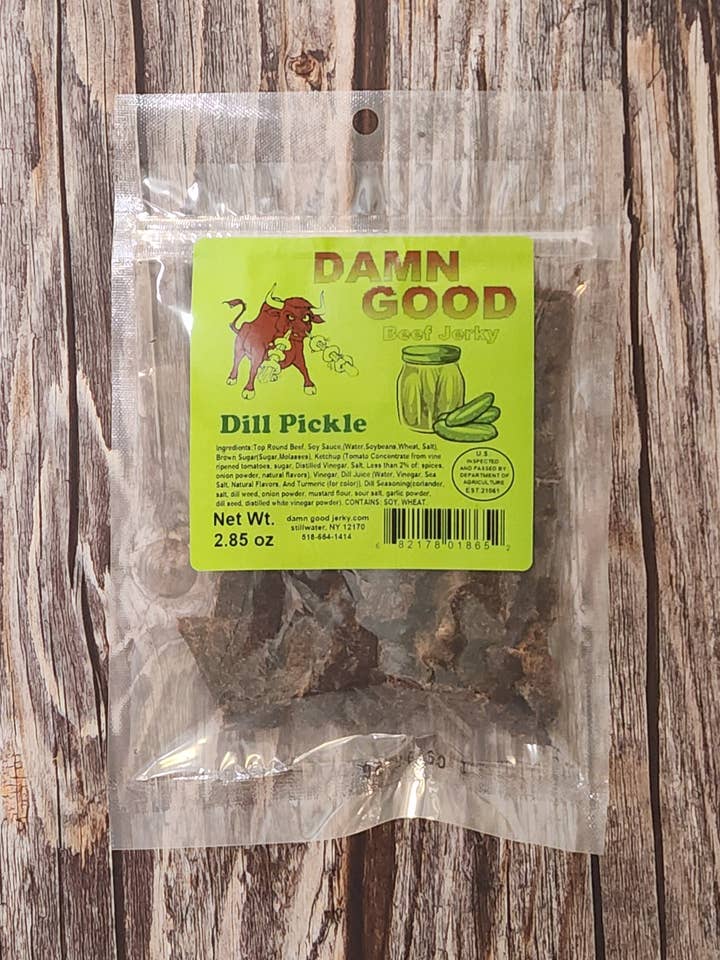 DAMN
GOOD
Beef Jerky
Dill Pickle
Ingredients:Top Round Beef, Soy Sauce,(Water,Soybeans,Wheat, Salt),
Brown Sugar(Sugar,Molasses), Ketchup (Tomato Concentrate from vine
ripened tomatoes, sugar, Distilled Vinegar, Salt, Less than 2% of: spices,
onion powder, natural flavors), Vinegar, Dill Juice (Water, Vinegar, Sea
Salt, Natural Flavors, And Turmeric (for color)), Dill Seasoning(coriander,
salt, dill weed, onion powder, mustard flour, sour salt, garlic powder,
dill seed, distilled white vinegar powder). CONTAINS: SOY, WHEAT.
U.S.
INSPECTED
AND PASSED BY
DEPARTMENT OF
AGRICULTURE
EST.21061
Net Wt.
2.85 oz
damn good jerky.com
stillwater, NY 12170
518-664-1414
6 82178 01865 2